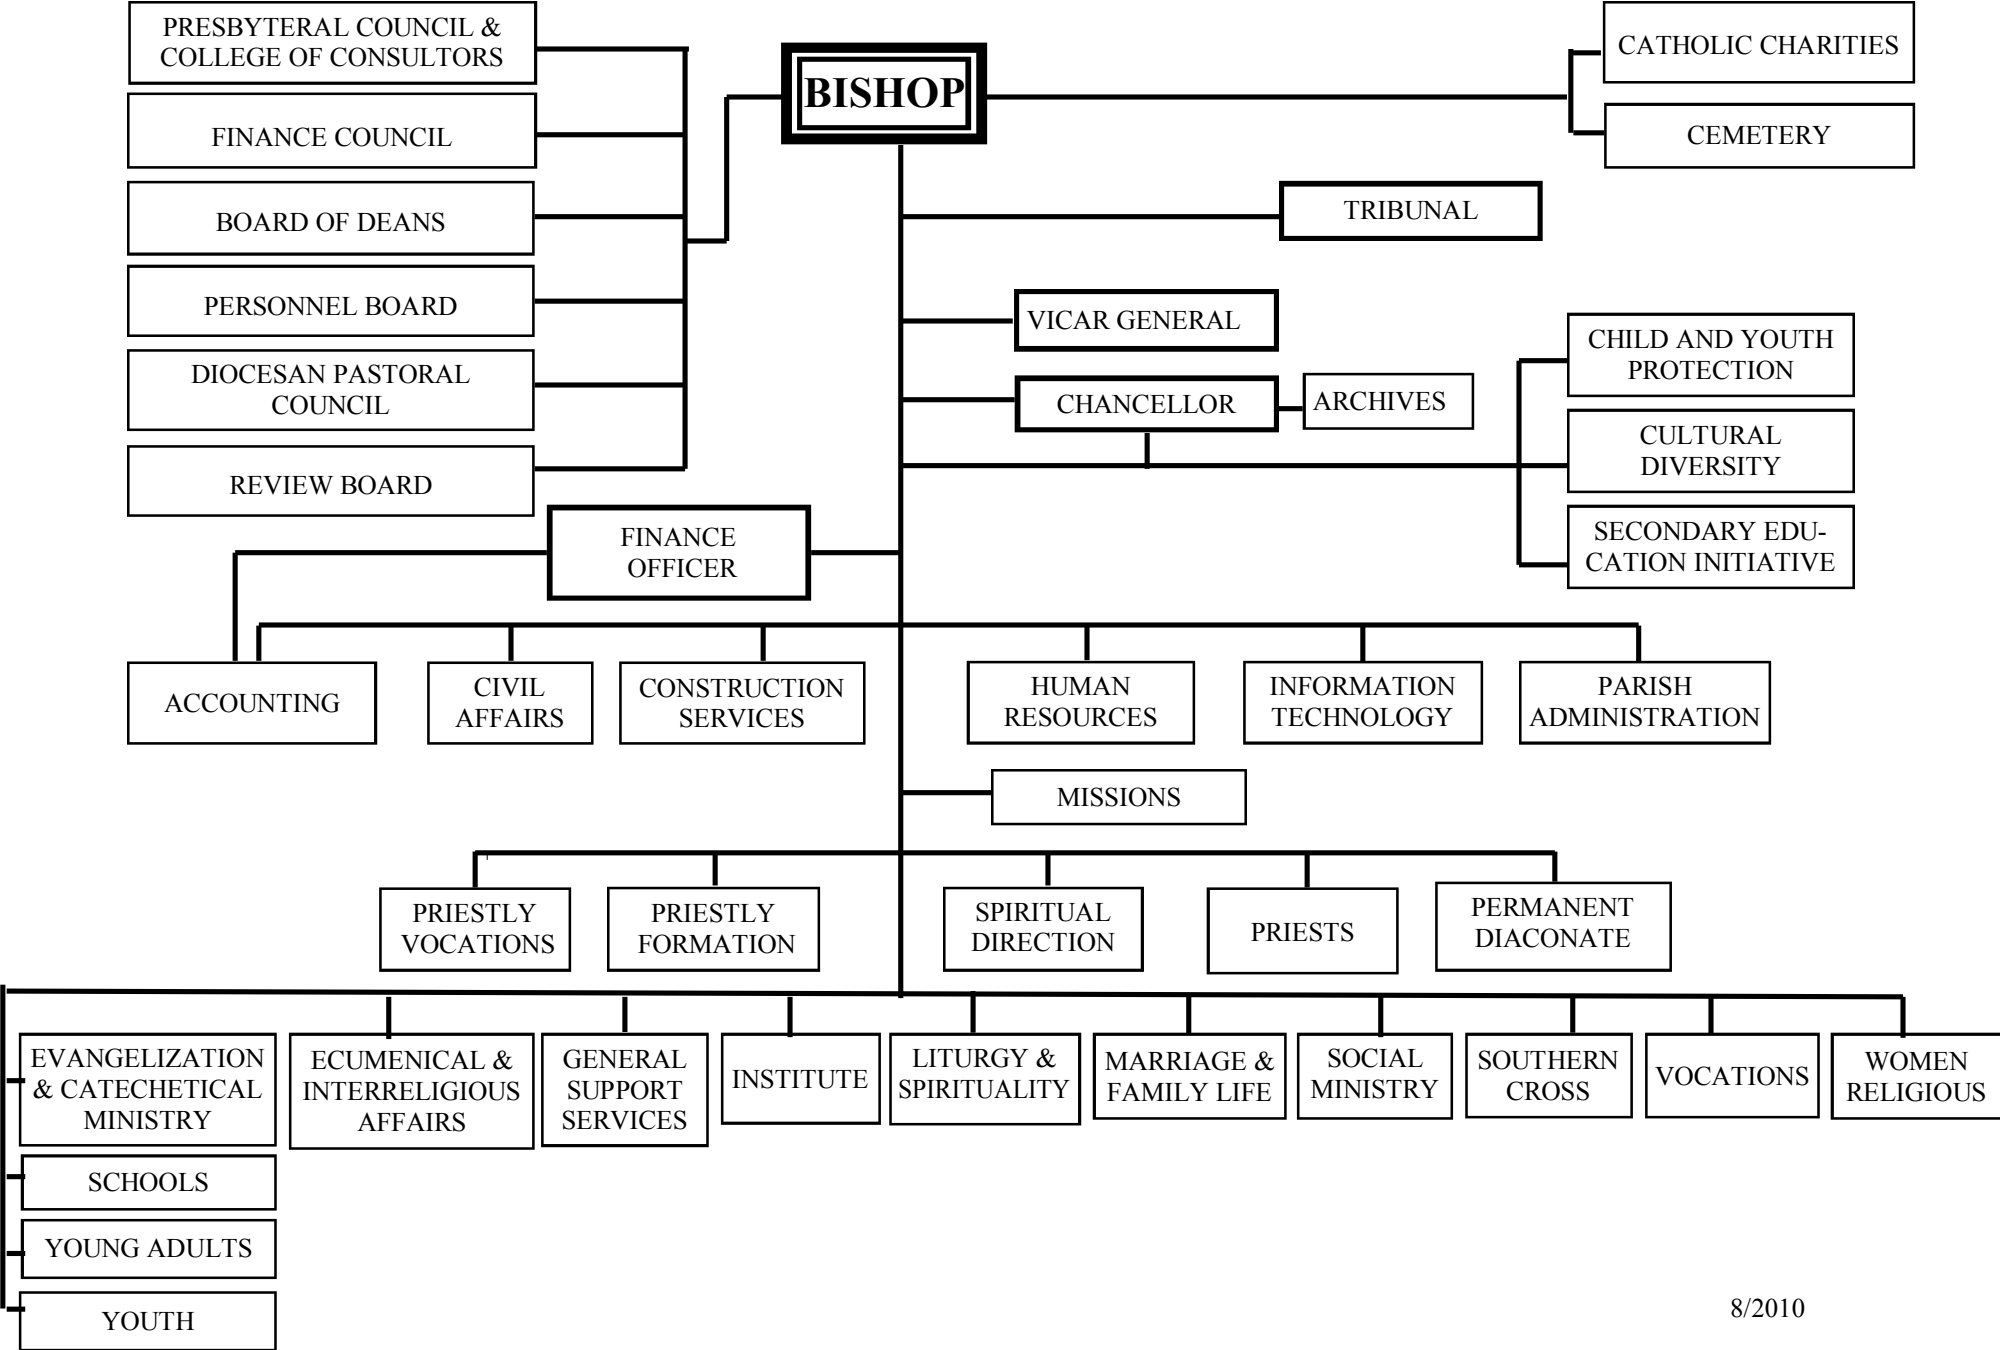 PRESBYTERAL COUNCIL &
COLLEGE OF CONSULTORS
FINANCE COUNCIL
BOARD OF DEANS
PERSONNEL BOARD
DIOCESAN PASTORAL
COUNCIL
REVIEW BOARD
BISHOP
CATHOLIC CHARITIES
CEMETERY
TRIBUNAL
VICAR GENERAL
CHANCELLOR
ARCHIVES
CHILD AND YOUTH
PROTECTION
CULTURAL
DIVERSITY
SECONDARY EDU-
CATION INITIATIVE
FINANCE
OFFICER
ACCOUNTING
CIVIL
AFFAIRS
CONSTRUCTION
SERVICES
HUMAN
RESOURCES
INFORMATION
TECHNOLOGY
PARISH
ADMINISTRATION
MISSIONS
PRIESTLY
VOCATIONS
PRIESTLY
FORMATION
SPIRITUAL
DIRECTION
PRIESTS
PERMANENT
DIACONATE
EVANGELIZATION
& CATECHETICAL
MINISTRY
ECUMENICAL &
INTERRELIGIOUS
AFFAIRS
GENERAL
SUPPORT
SERVICES
INSTITUTE
LITURGY &
SPIRITUALITY
MARRIAGE &
FAMILY LIFE
SOCIAL
MINISTRY
SOUTHERN
CROSS
VOCATIONS
WOMEN
RELIGIOUS
SCHOOLS
YOUNG ADULTS
YOUTH
8/2010